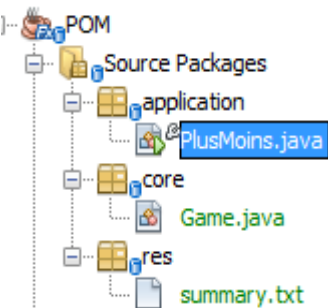 POM
Source Packages
application
PlusMoins.java
core
Game.java
res
summary.txt